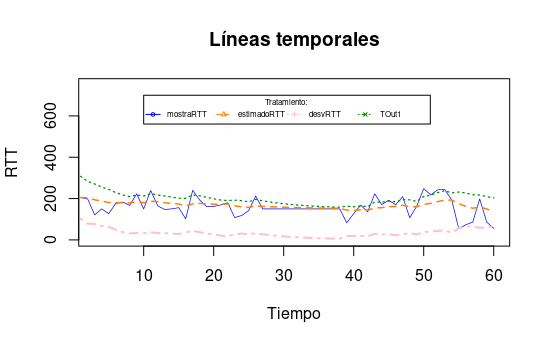 Líneas temporales
Tratamiento:
mostraRTT estimadoRTT desvRTT TOut1
RTT
0 200 400 600
10 20 30 40 50 60
Tiempo